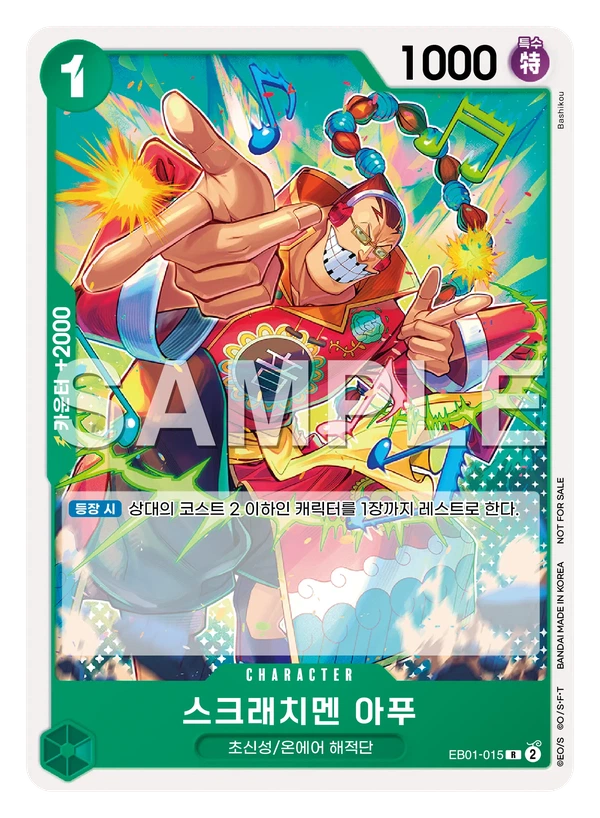 1
1000
특수
特
Bashikou
카운터 +2000
SAMPLE
등장 시 상대의 코스트 2 이하인 캐릭터를 1장까지 레스트로 한다.
CHARACTER
스크래치멘 아푸
초신성/온에어 해적단
EB01-015 R 2
©E.O/S ©O/S·F·T BANDAI MADE IN KOREA NOT FOR SALE